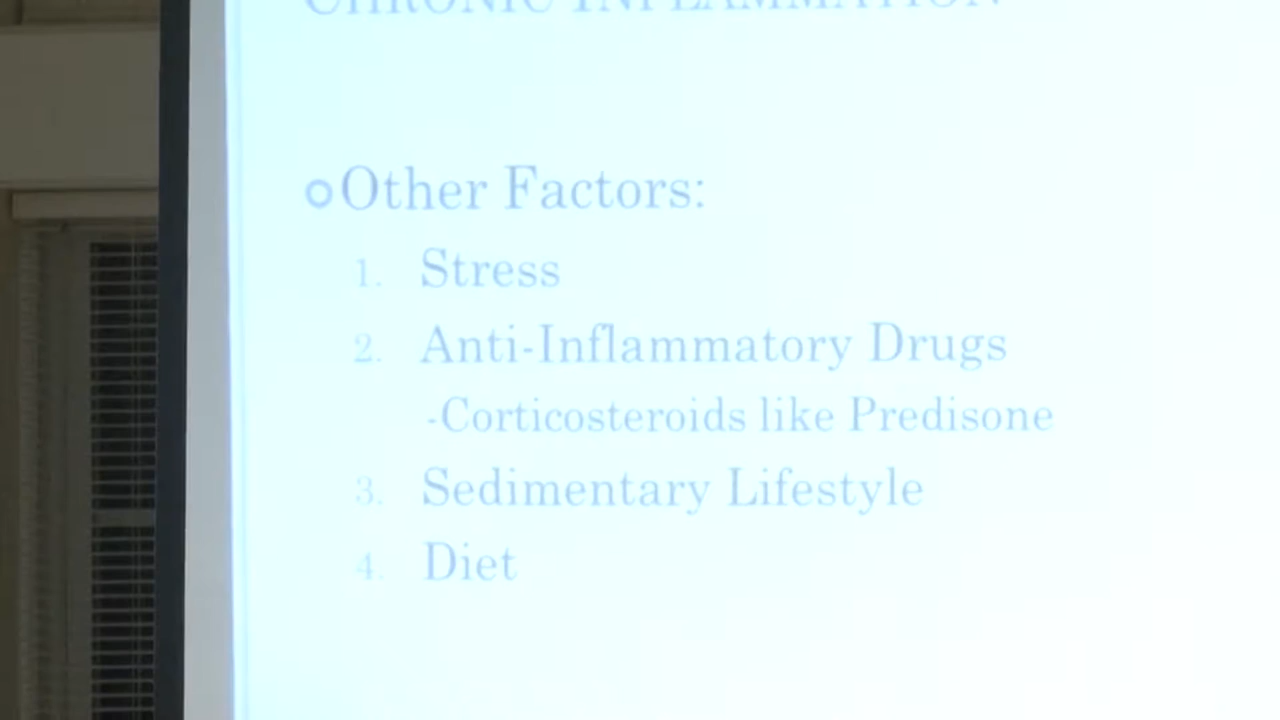 CHRONIC INFLAMMATION
Other Factors:
1. Stress
2. Anti-Inflammatory Drugs
-Corticosteroids like Predisone
3. Sedimentary Lifestyle
4. Diet